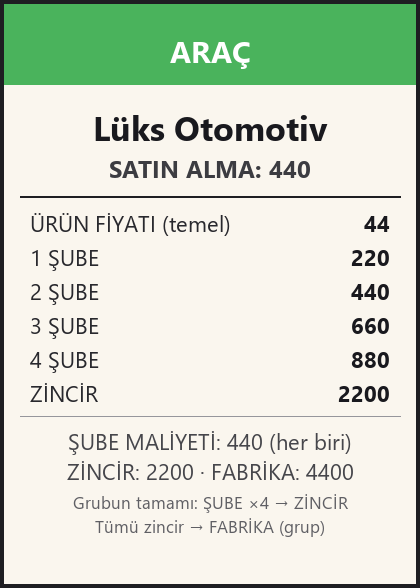 ARAÇ
Lüks Otomotiv
SATIN ALMA: 440
ÜRÜN FİYATI (temel) 44
1 ŞUBE 220
2 ŞUBE 440
3 ŞUBE 660
4 ŞUBE 880
ZİNCİR 2200
ŞUBE MALİYETİ: 440 (her biri)
ZİNCİR: 2200 · FABRİKA: 4400
Grubun tamamı: ŞUBE ×4 → ZİNCİR
Tümü zincir → FABRİKA (grup)